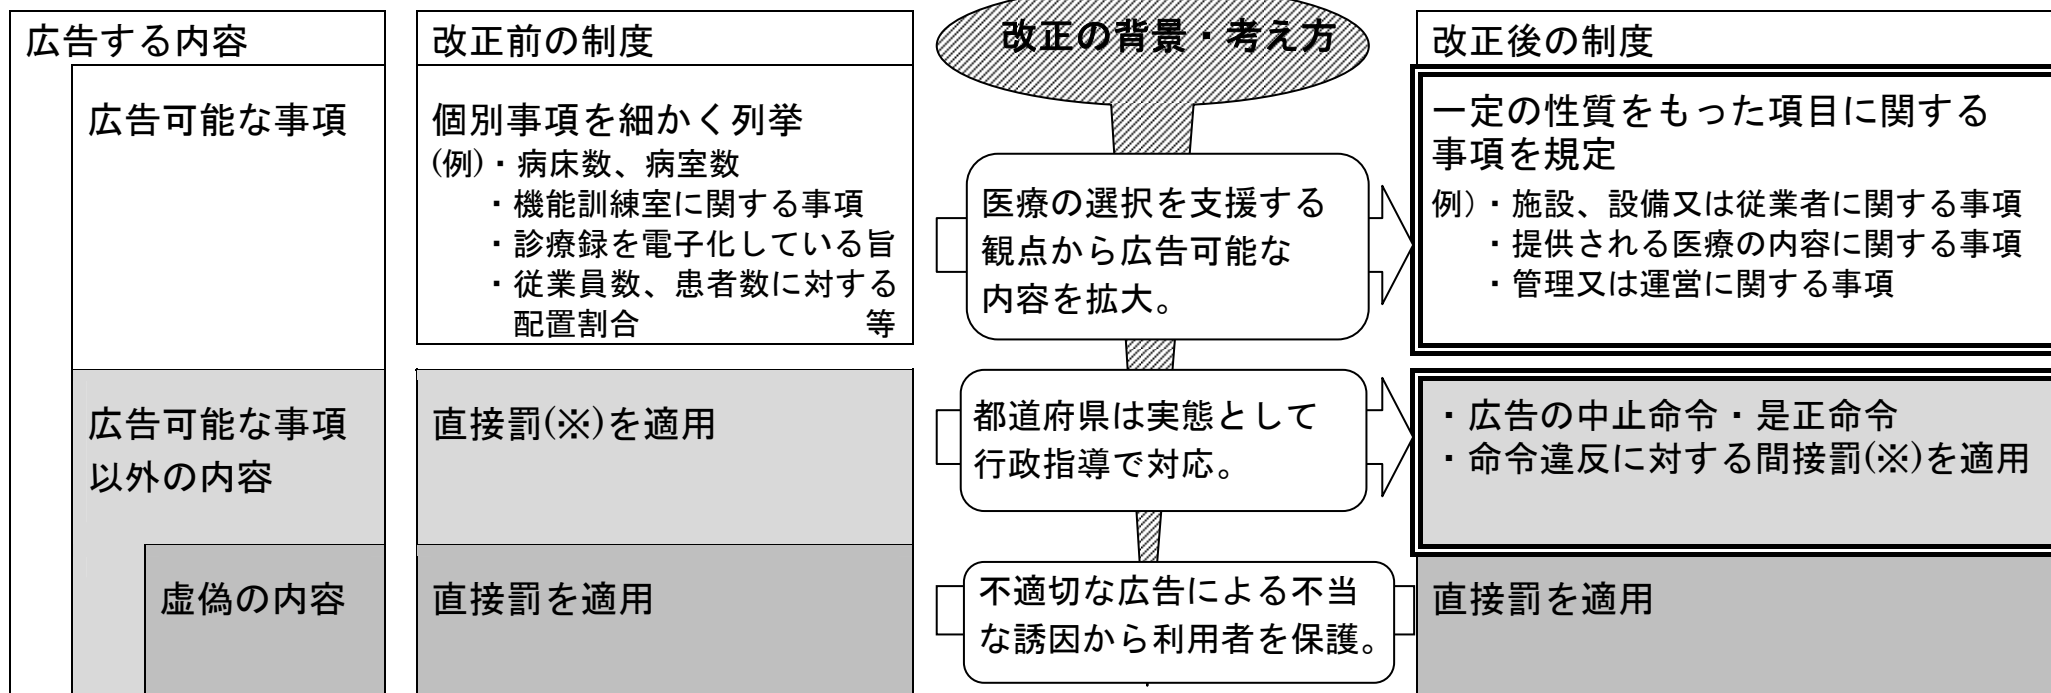 広告する内容
改正前の制度
改正の背景・考え方
改正後の制度
広告可能な事項
個別事項を細かく列挙
(例)・病床数、病室数
・機能訓練室に関する事項
・診療録を電子化している旨
・従業員数、患者数に対する
配置割合 等
医療の選択を支援する
観点から広告可能な
内容を拡大。
一定の性質をもった項目に関する
事項を規定
例)・施設、設備又は従業者に関する事項
・提供される医療の内容に関する事項
・管理又は運営に関する事項
広告可能な事項
以外の内容
直接罰(※)を適用
都道府県は実態として
行政指導で対応。
・広告の中止命令・是正命令
・命令違反に対する間接罰(※)を適用
虚偽の内容
直接罰を適用
不適切な広告による不当
な誘因から利用者を保護。
直接罰を適用